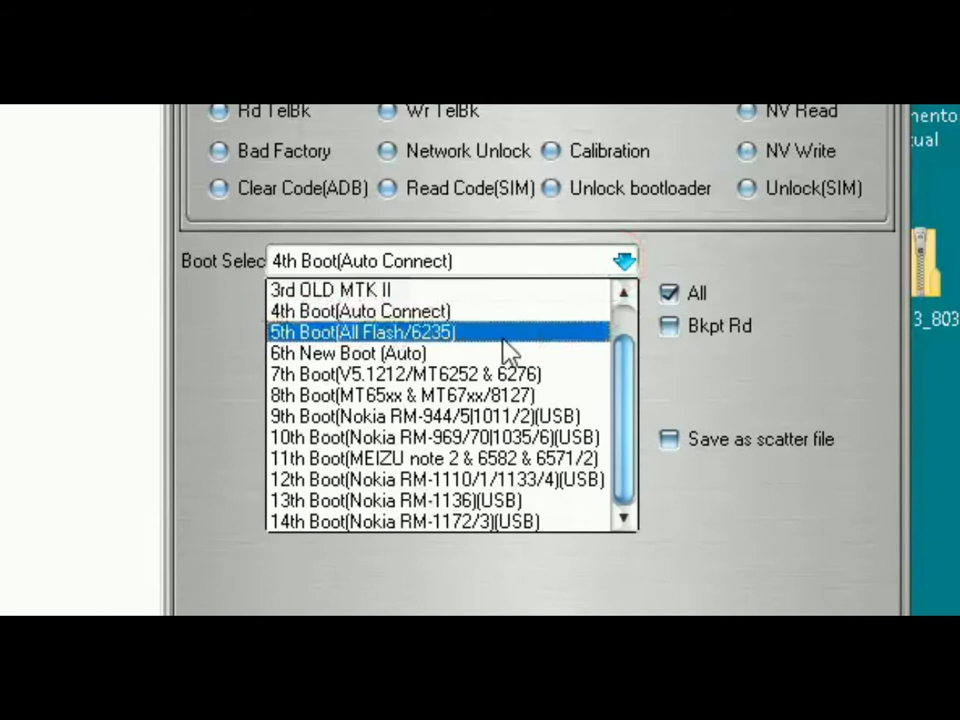 Rd TelBk Wr TelBk NV Read
Bad Factory Network Unlock Calibration NV Write
Clear Code(ADB) Read Code(SIM) Unlock bootloader Unlock(SIM)
mento
tual
Boot Selec 4th Boot(Auto Connect)
3rd OLD MTK II
4th Boot(Auto Connect)
5th Boot(All Flash/6235)
6th New Boot (Auto)
7th Boot(V5.1212/MT6252 & 6276)
8th Boot(MT65xx & MT67xx/8127)
9th Boot(Nokia RM-944/5|1011/2)(USB)
10th Boot(Nokia RM-969/70|1035/6)(USB)
11th Boot(MEIZU note 2 & 6582 & 6571/2)
12th Boot(Nokia RM-1110/1/1133/4)(USB)
13th Boot(Nokia RM-1136)(USB)
14th Boot(Nokia RM-1172/3)(USB)
All
Bkpt Rd
Save as scatter file
3_803